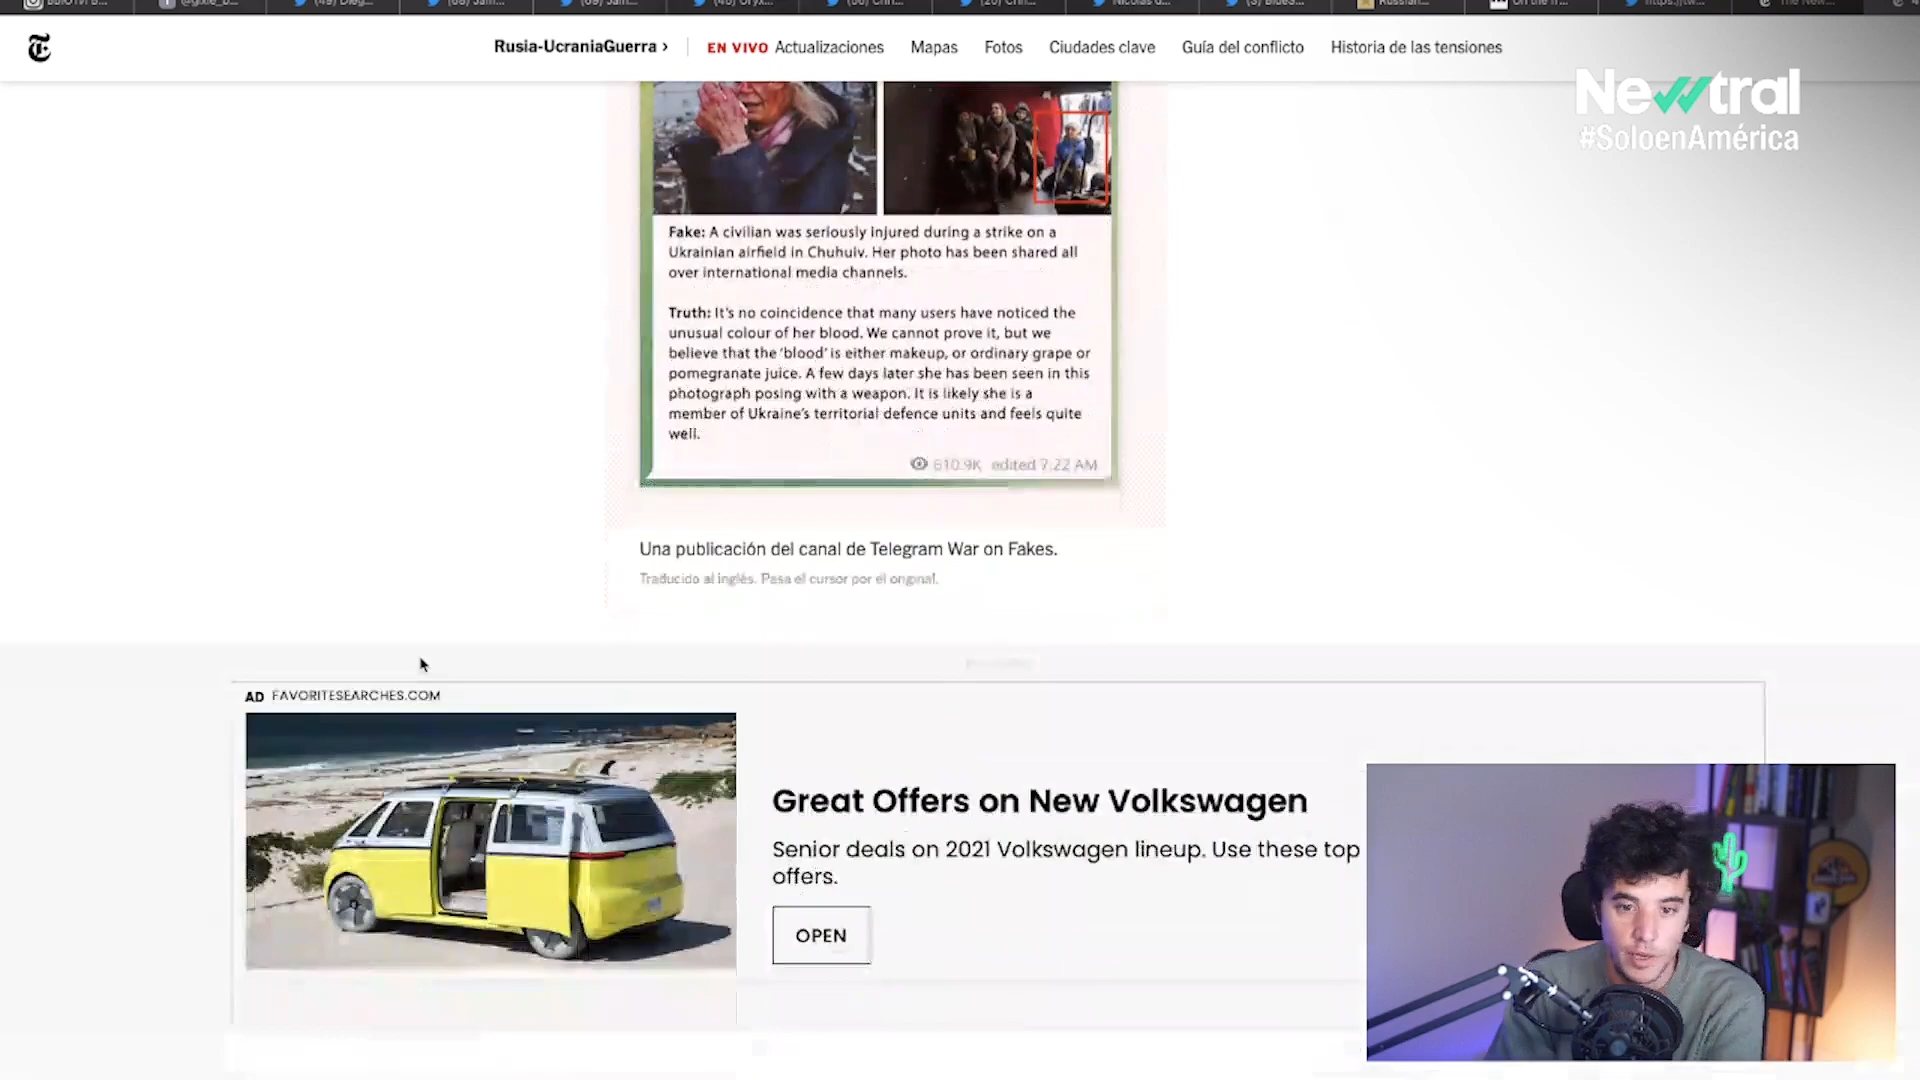 Rusia-UcraniaGuerra › EN VIVO Actualizaciones Mapas Fotos Ciudades clave Guía del conflicto Historia de las tensiones
Newtral
#SoloenAmérica
Fake: A civilian was seriously injured during a strike on a
Ukrainian airfield in Chuhuiv. Her photo has been shared all
over international media channels.
Truth: It's no coincidence that many users have noticed the
unusual colour of her blood. We cannot prove it, but we
believe that the 'blood' is either makeup, or ordinary grape or
pomegranate juice. A few days later she has been seen in this
photograph posing with a weapon. It is likely she is a
member of Ukraine's territorial defence units and feels quite
well.
610.9K edited 7:22 AM
Una publicación del canal de Telegram War on Fakes.
Traducido al inglés. Pasa el cursor por el original.
AD FAVORITESEARCHES.COM
Great Offers on New Volkswagen
Senior deals on 2021 Volkswagen lineup. Use these top
offers.
OPEN